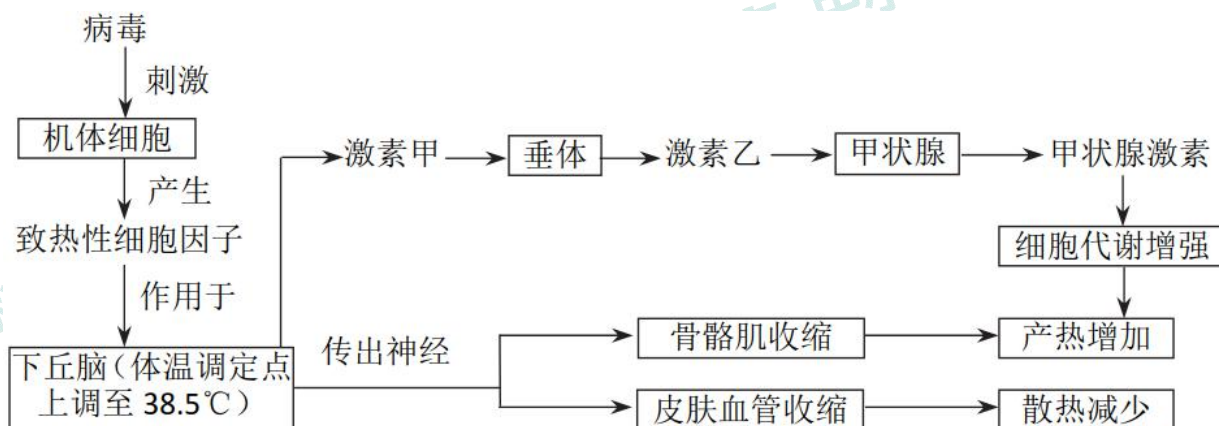 病毒
刺激
机体细胞
产生
致热性细胞因子
作用于
下丘脑(体温调定点
上调至 38.5℃)
激素甲
垂体
激素乙
甲状腺
甲状腺激素
细胞代谢增强
传出神经
骨骼肌收缩
产热增加
皮肤血管收缩
散热减少